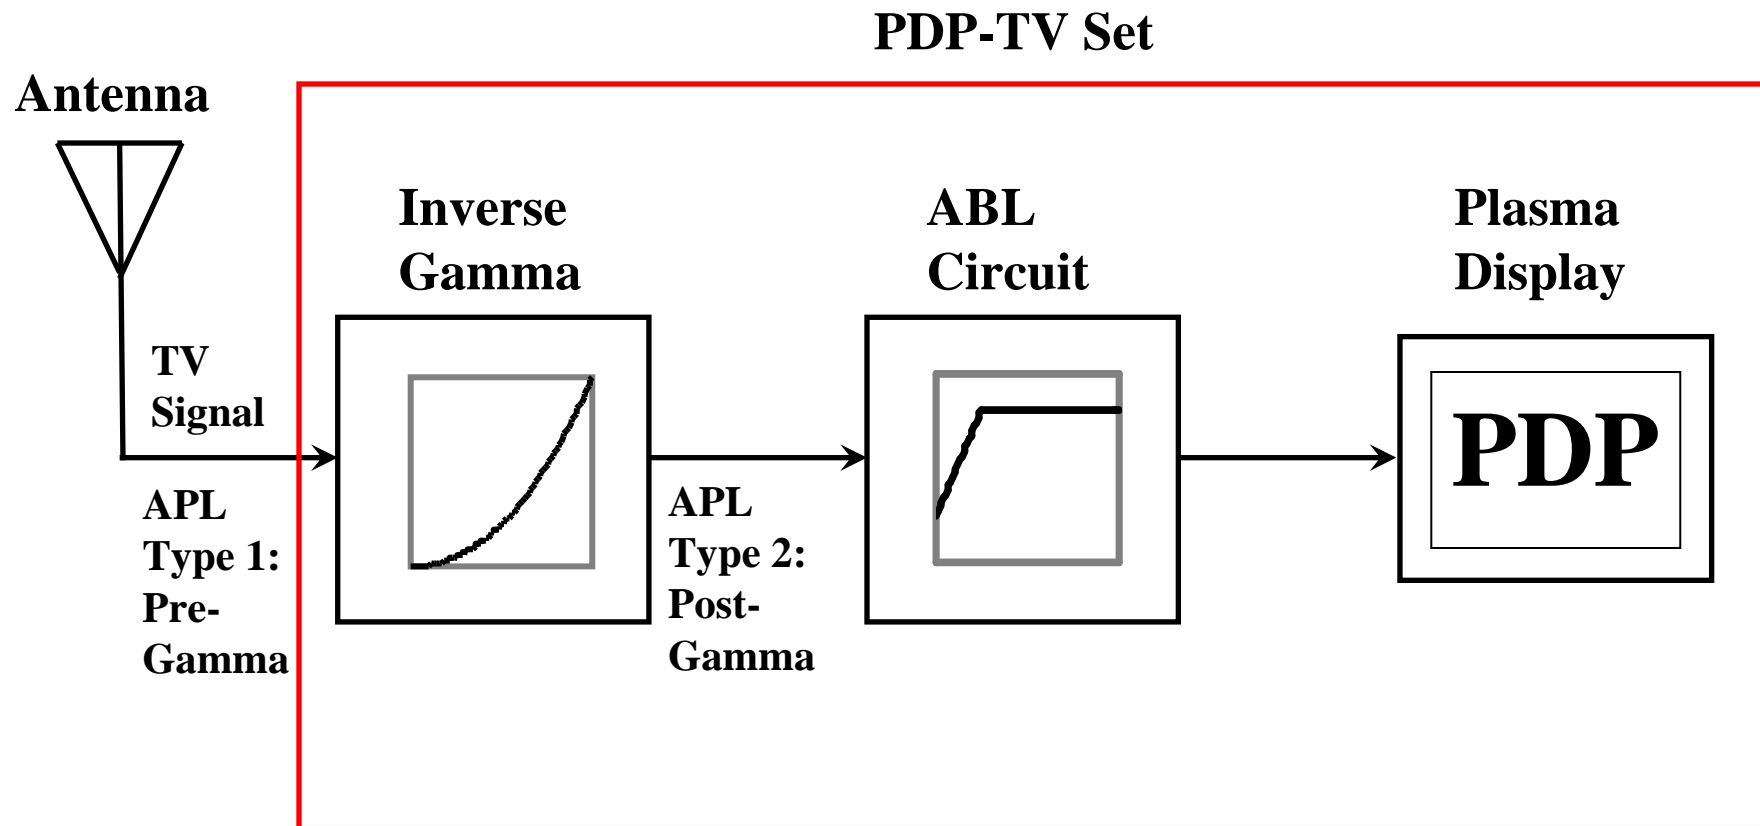 PDP-TV Set
Antenna
Inverse
Gamma
ABL
Circuit
Plasma
Display
TV
Signal
PDP
APL
Type 1:
Pre-
Gamma
APL
Type 2:
Post-
Gamma